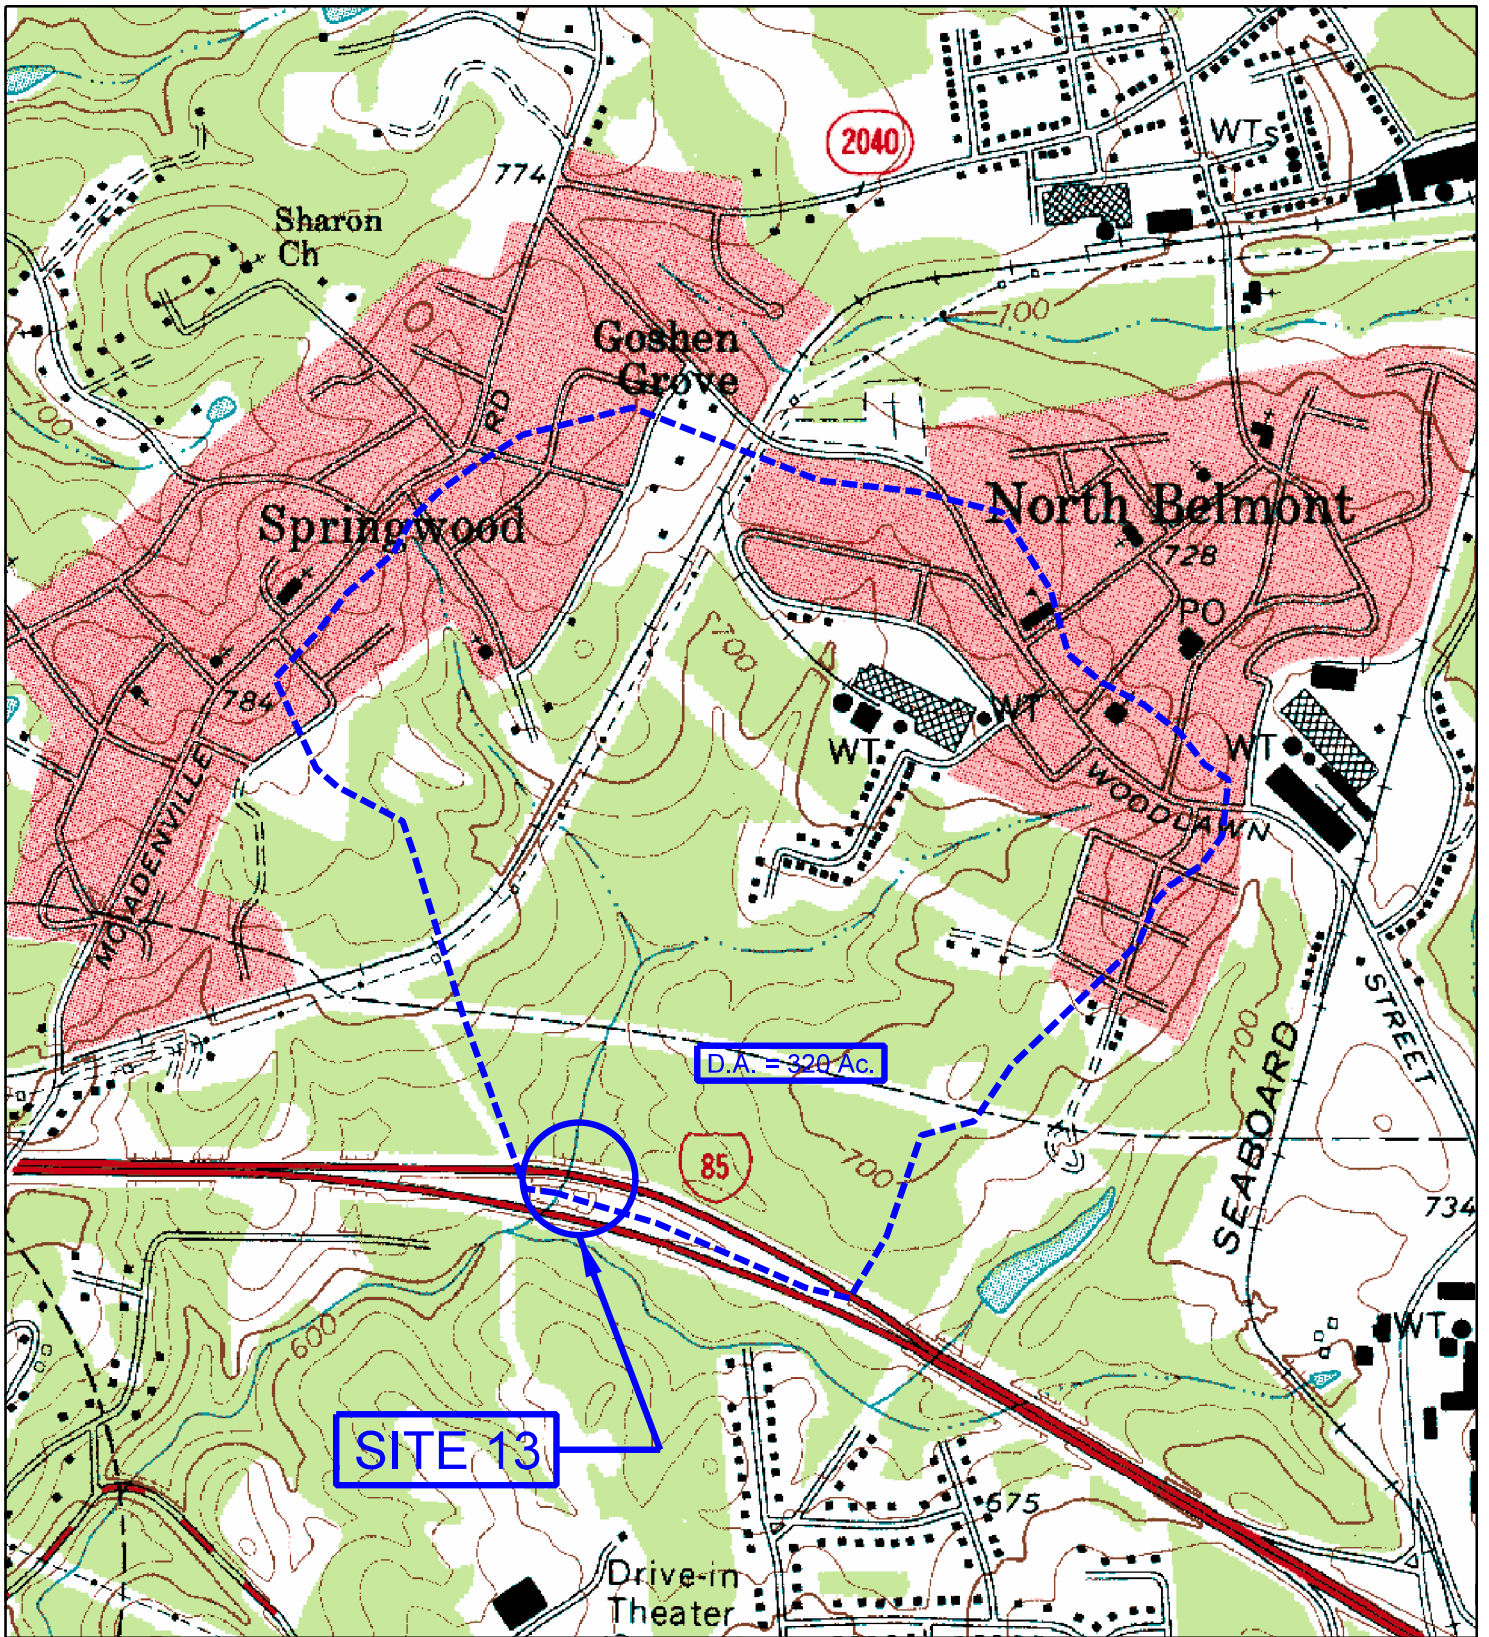 WTs
2040
774
Sharon
Ch
700
Goshen
Grove
RD
700
North Belmont
Springwood
728
PO
700
784
WT
WT
WT
WOODLAWN
MCADENVILLE
STREET
700
SEABOARD
D.A. = 320 Ac.
85
700
734
600
WT
SITE 13
675
Drive-in
Theater